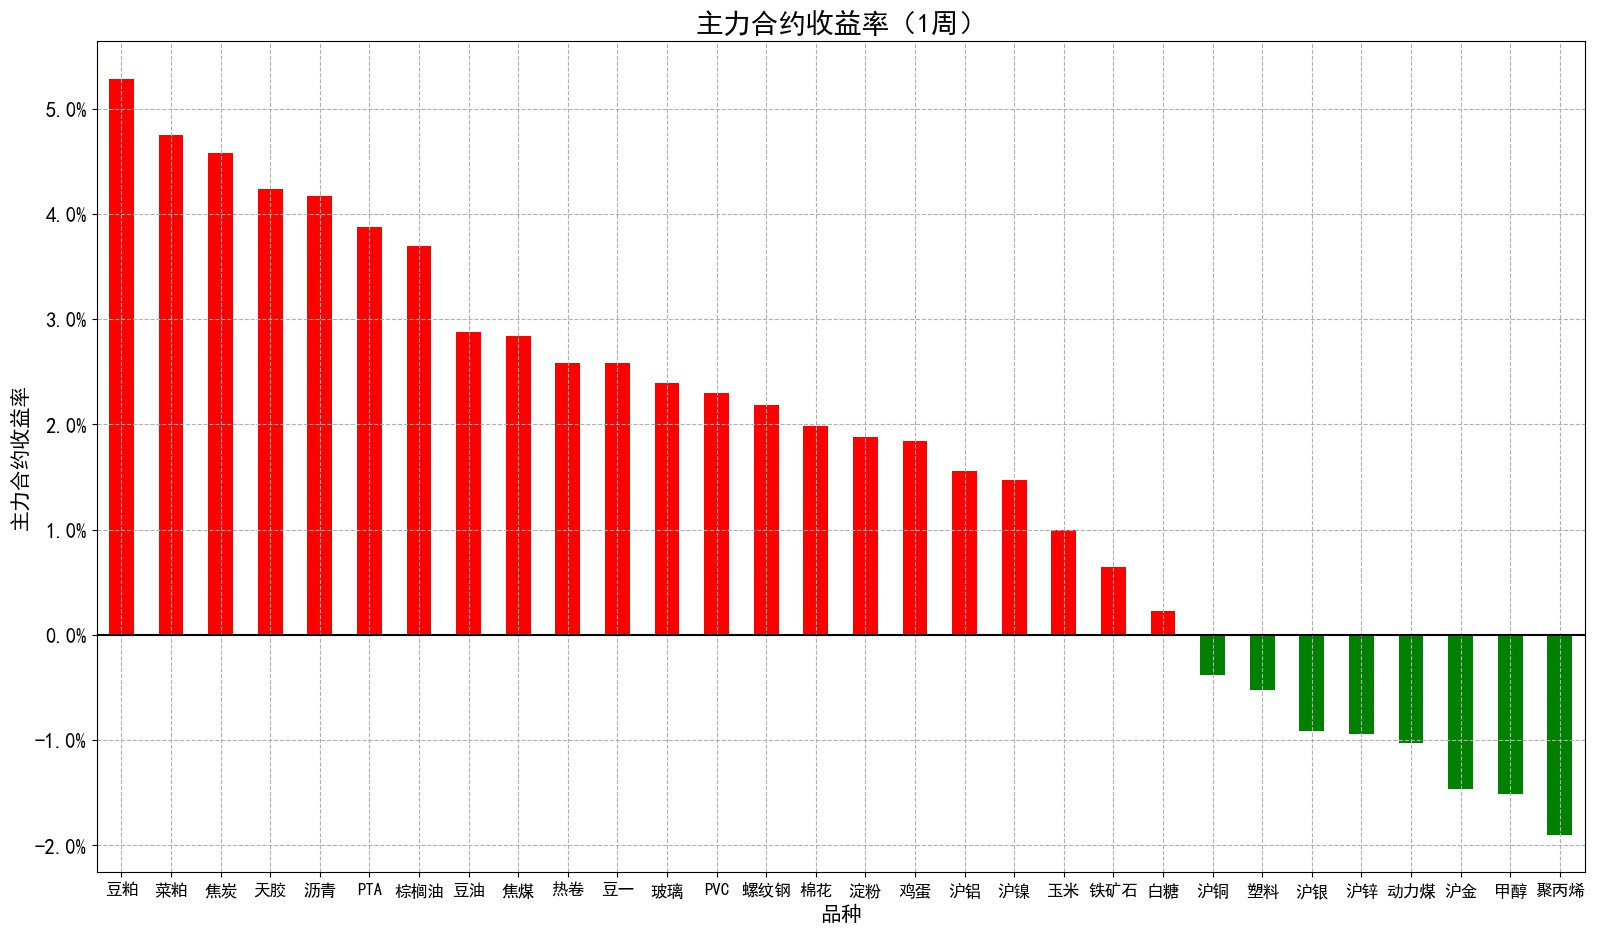 主力合约收益率（1周）
主力合约收益率
5.0%
4.0%
3.0%
2.0%
1.0%
0.0%
-1.0%
-2.0%
豆粕 菜粕 焦炭 天胶 沥青 PTA 棕榈油 豆油 焦煤 热卷 豆一 玻璃 PVC 螺纹钢 棉花 淀粉 鸡蛋 沪铝 沪镍 玉米 铁矿石 白糖 沪铜 塑料 沪银 沪锌 动力煤 沪金 甲醇 聚丙烯
品种